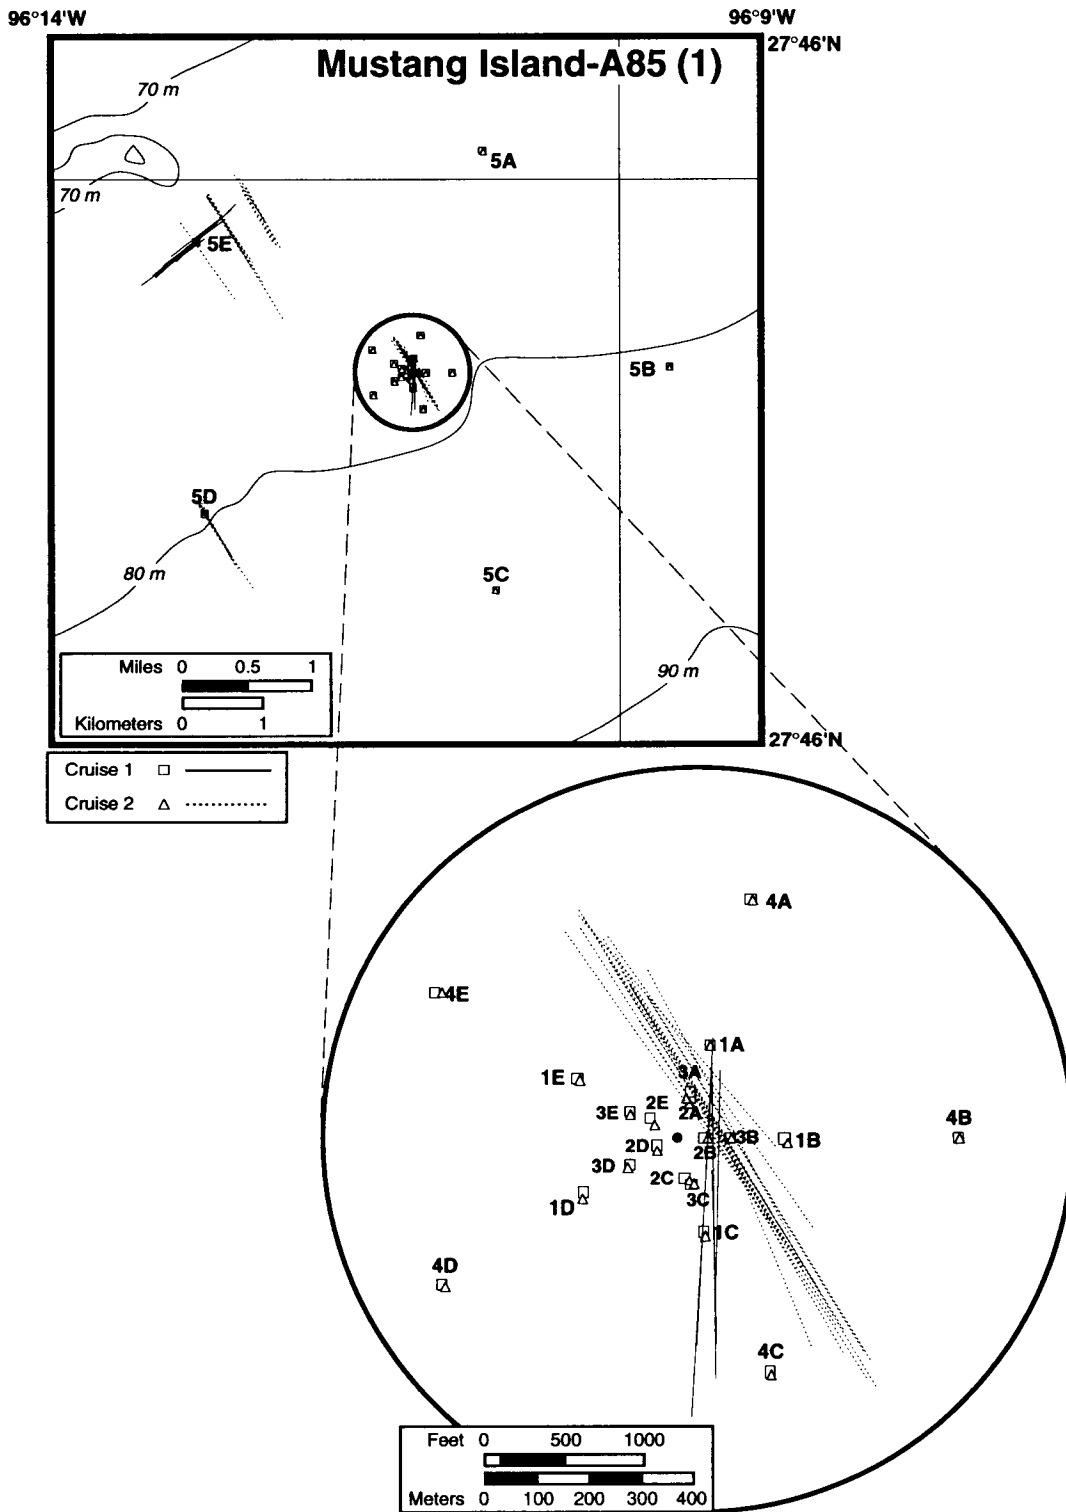 96°14'W
96°9'W
27°46'N
Mustang Island-A85 (1)
70 m
5A
70 m
5E
5B
5D
80 m
5C
90 m
Miles 0 0.5 1
Kilometers 0 1
27°46'N
Cruise 1
Cruise 2
4A
4E
1A
3A
1E
2E
3E
2A
4B
2D
2B
3B
1B
3D
2C
3C
1D
1C
4D
4C
Feet 0 500 1000
Meters 0 100 200 300 400